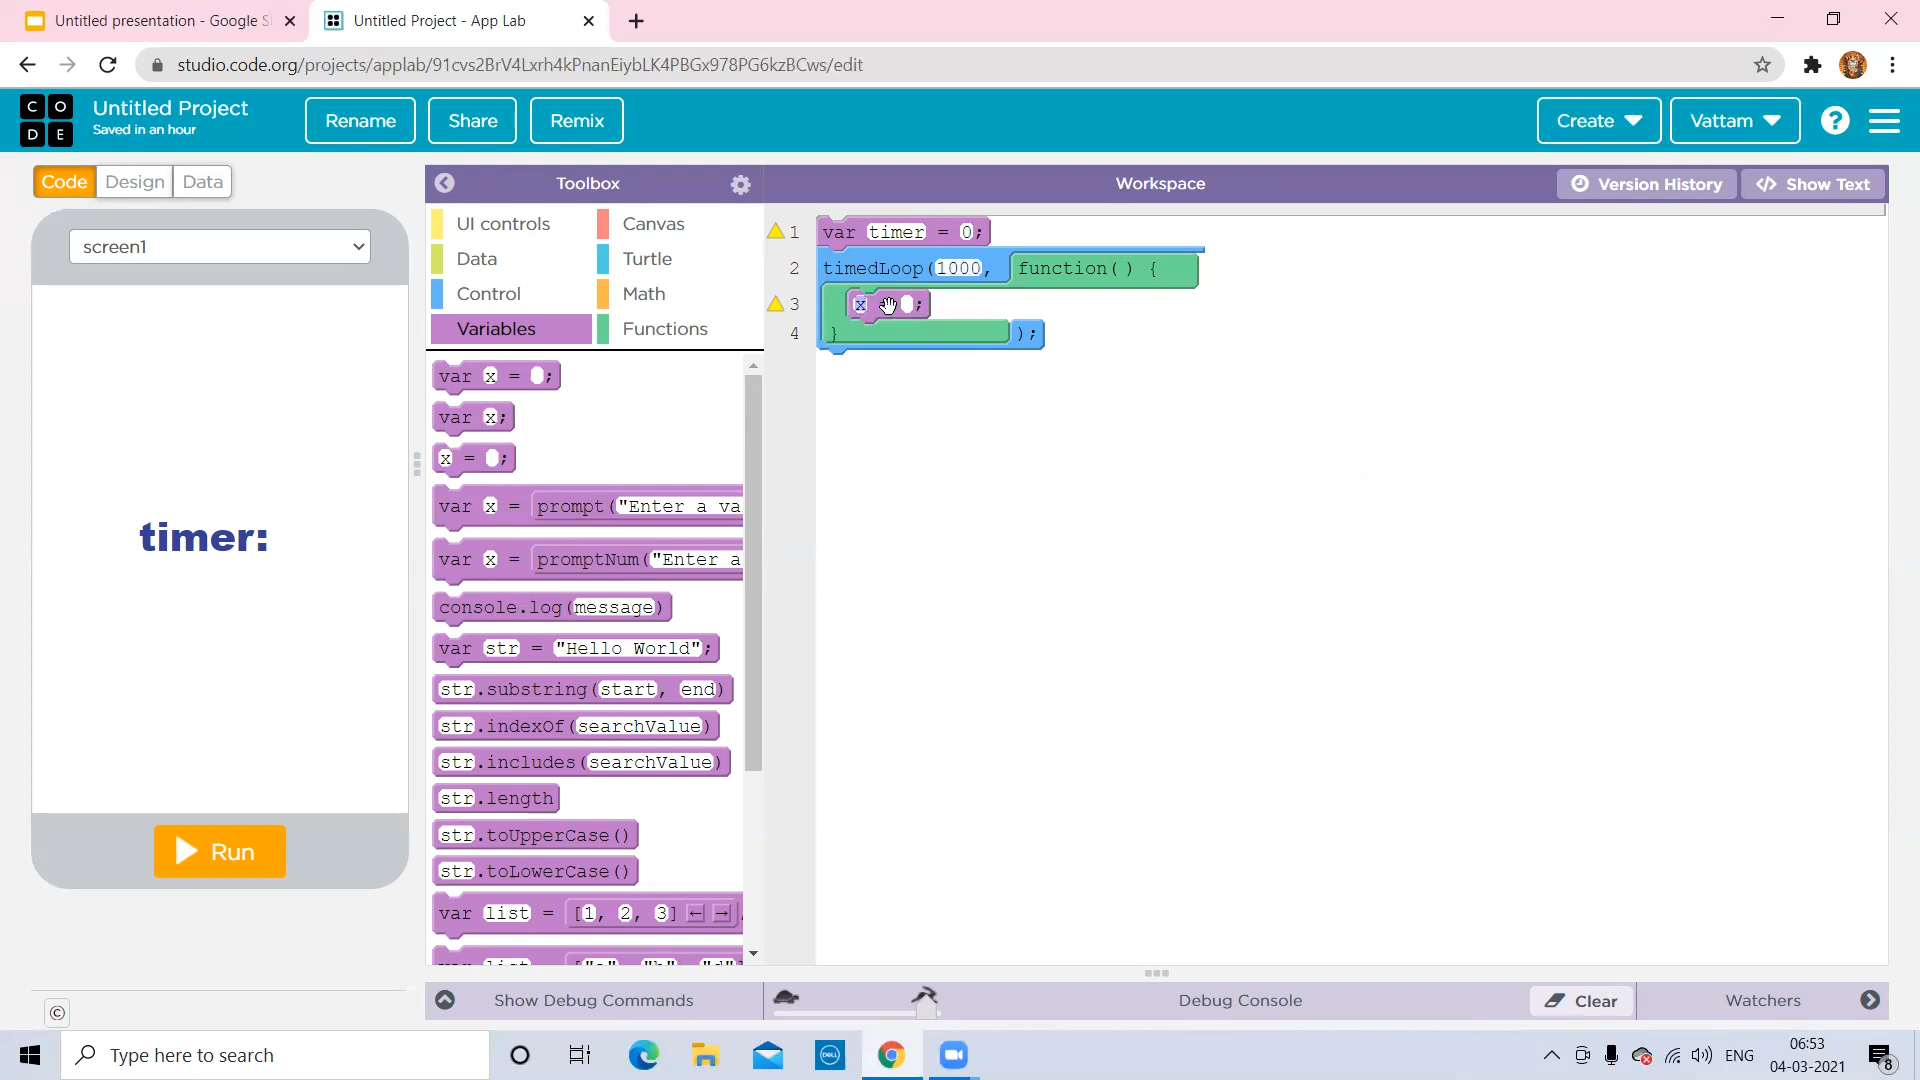 Untitled presentation - Google Sl
Untitled Project - App Lab
studio.code.org/projects/applab/91cvs2BrV4Lxrh4kPnanEiybLK4PBGx978PG6kzBCws/edit
C O
D E
Untitled Project
Saved in an hour
Rename
Share
Remix
Create
Vattam
?
Code
Design
Data
Toolbox
Workspace
Version History
</> Show Text
screen1
timer:
Run
UI controls
Canvas
Data
Turtle
Control
Math
Variables
Functions
var x = ;
var x;
x = ;
var x = prompt("Enter a va
var x = promptNum("Enter a
console.log(message)
var str = "Hello World";
str.substring(start, end)
str.indexOf(searchValue)
str.includes(searchValue)
str.length
str.toUpperCase()
str.toLowerCase()
var list = [1, 2, 3] ← →
1 var timer = 0;
2 timedLoop(1000, function() {
3 x ;
4 } );
Show Debug Commands
Debug Console
Clear
Watchers
©
Type here to search
DELL
ENG
06:53
04-03-2021
8